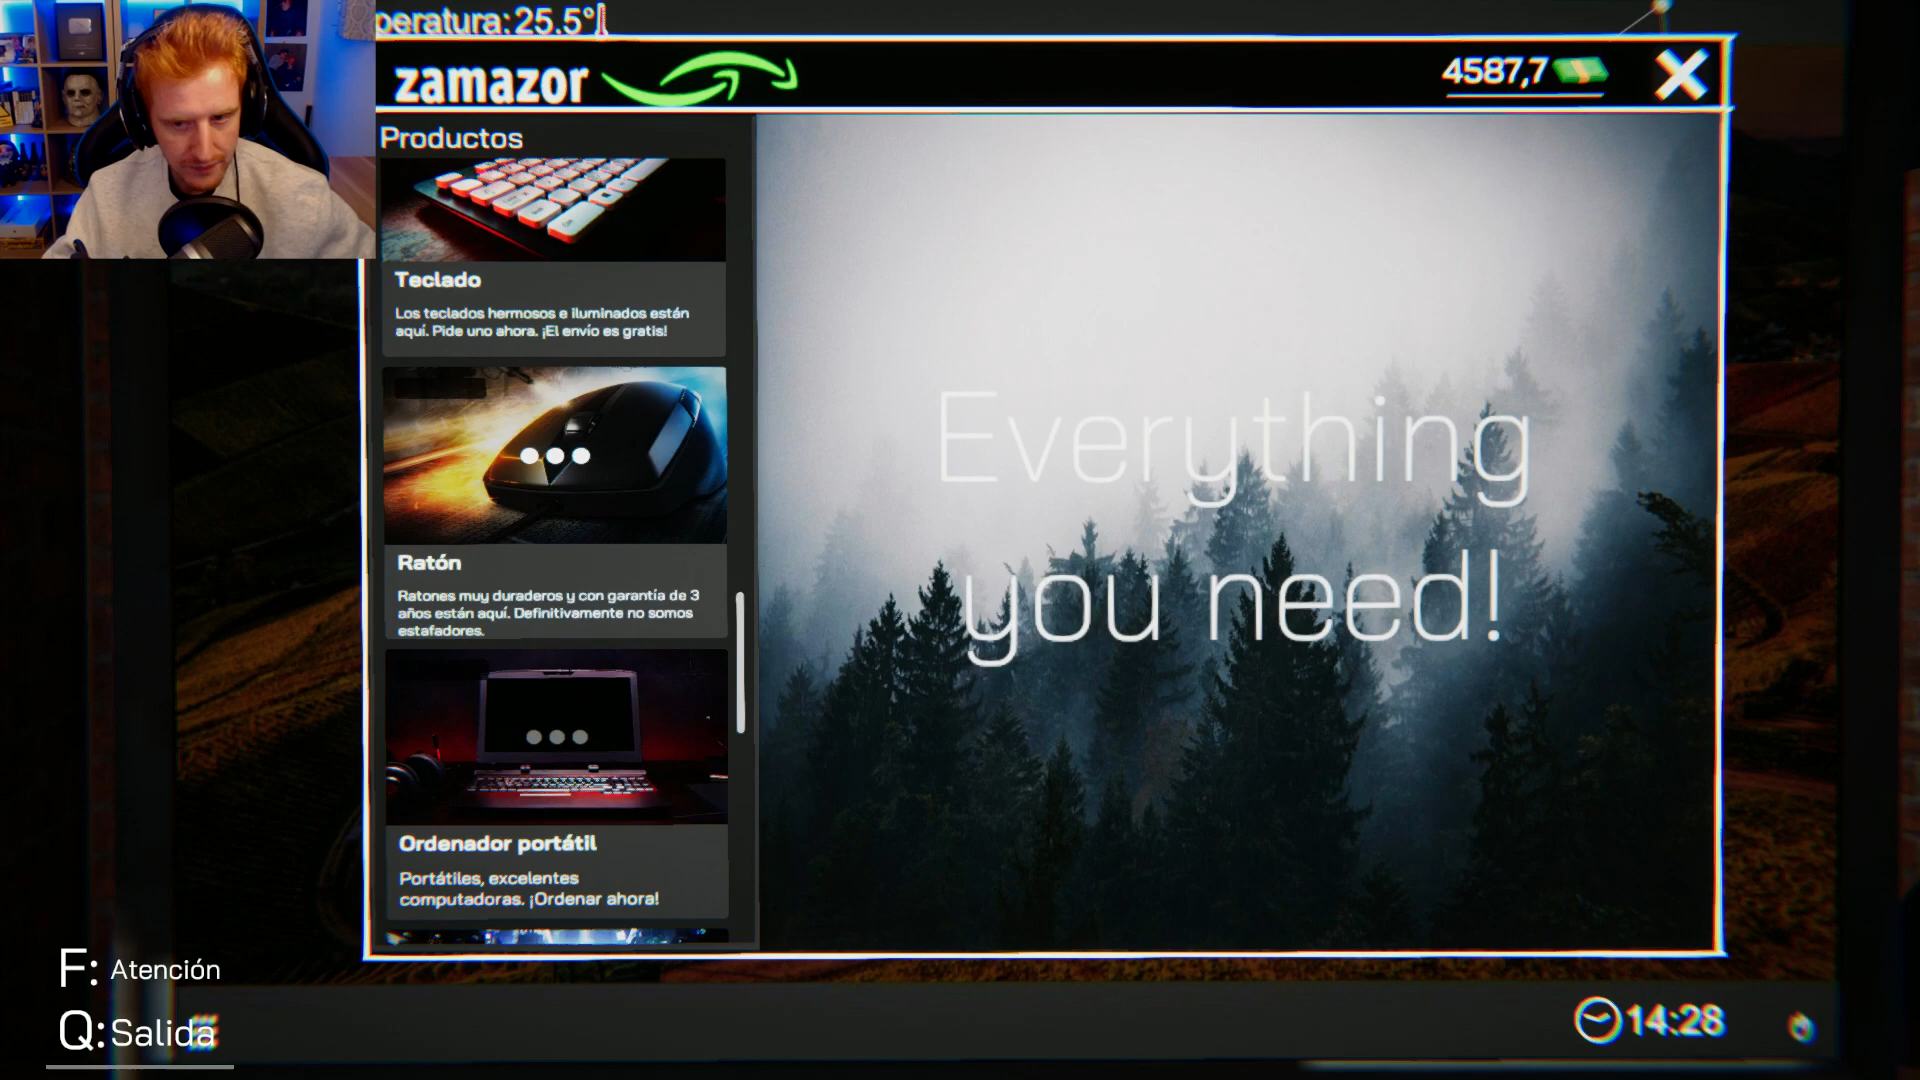 peratura: 25.5°
zamazor
4587,7
Productos
Teclado
Los teclados hermosos e iluminados están
aquí. Pide uno ahora. ¡El envío es gratis!
Ratón
Ratones muy duraderos y con garantía de 3
años están aquí. Definitivamente no somos
estafadores.
Ordenador portátil
Portátiles, excelentes
computadoras. ¡Ordenar ahora!
Everything
you need!
F: Atención
Q: Salida
14:28